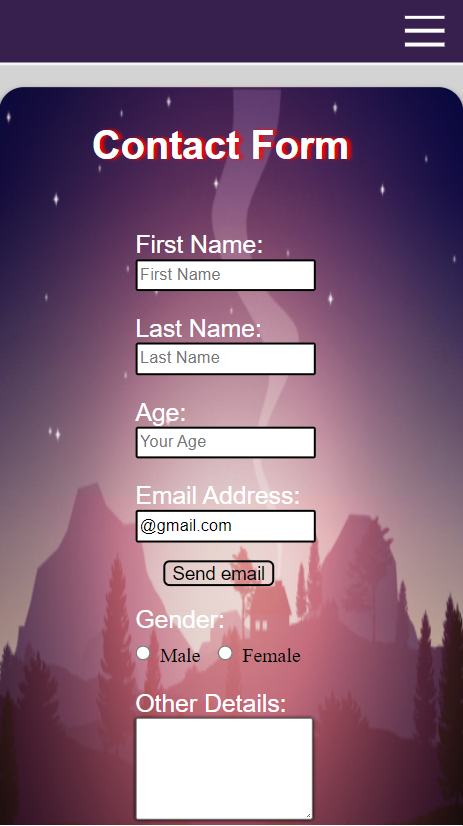 Contact Form
First Name:
First Name
Last Name:
Last Name
Age:
Your Age
Email Address:
@gmail.com
Send email
Gender:
Male Female
Other Details: